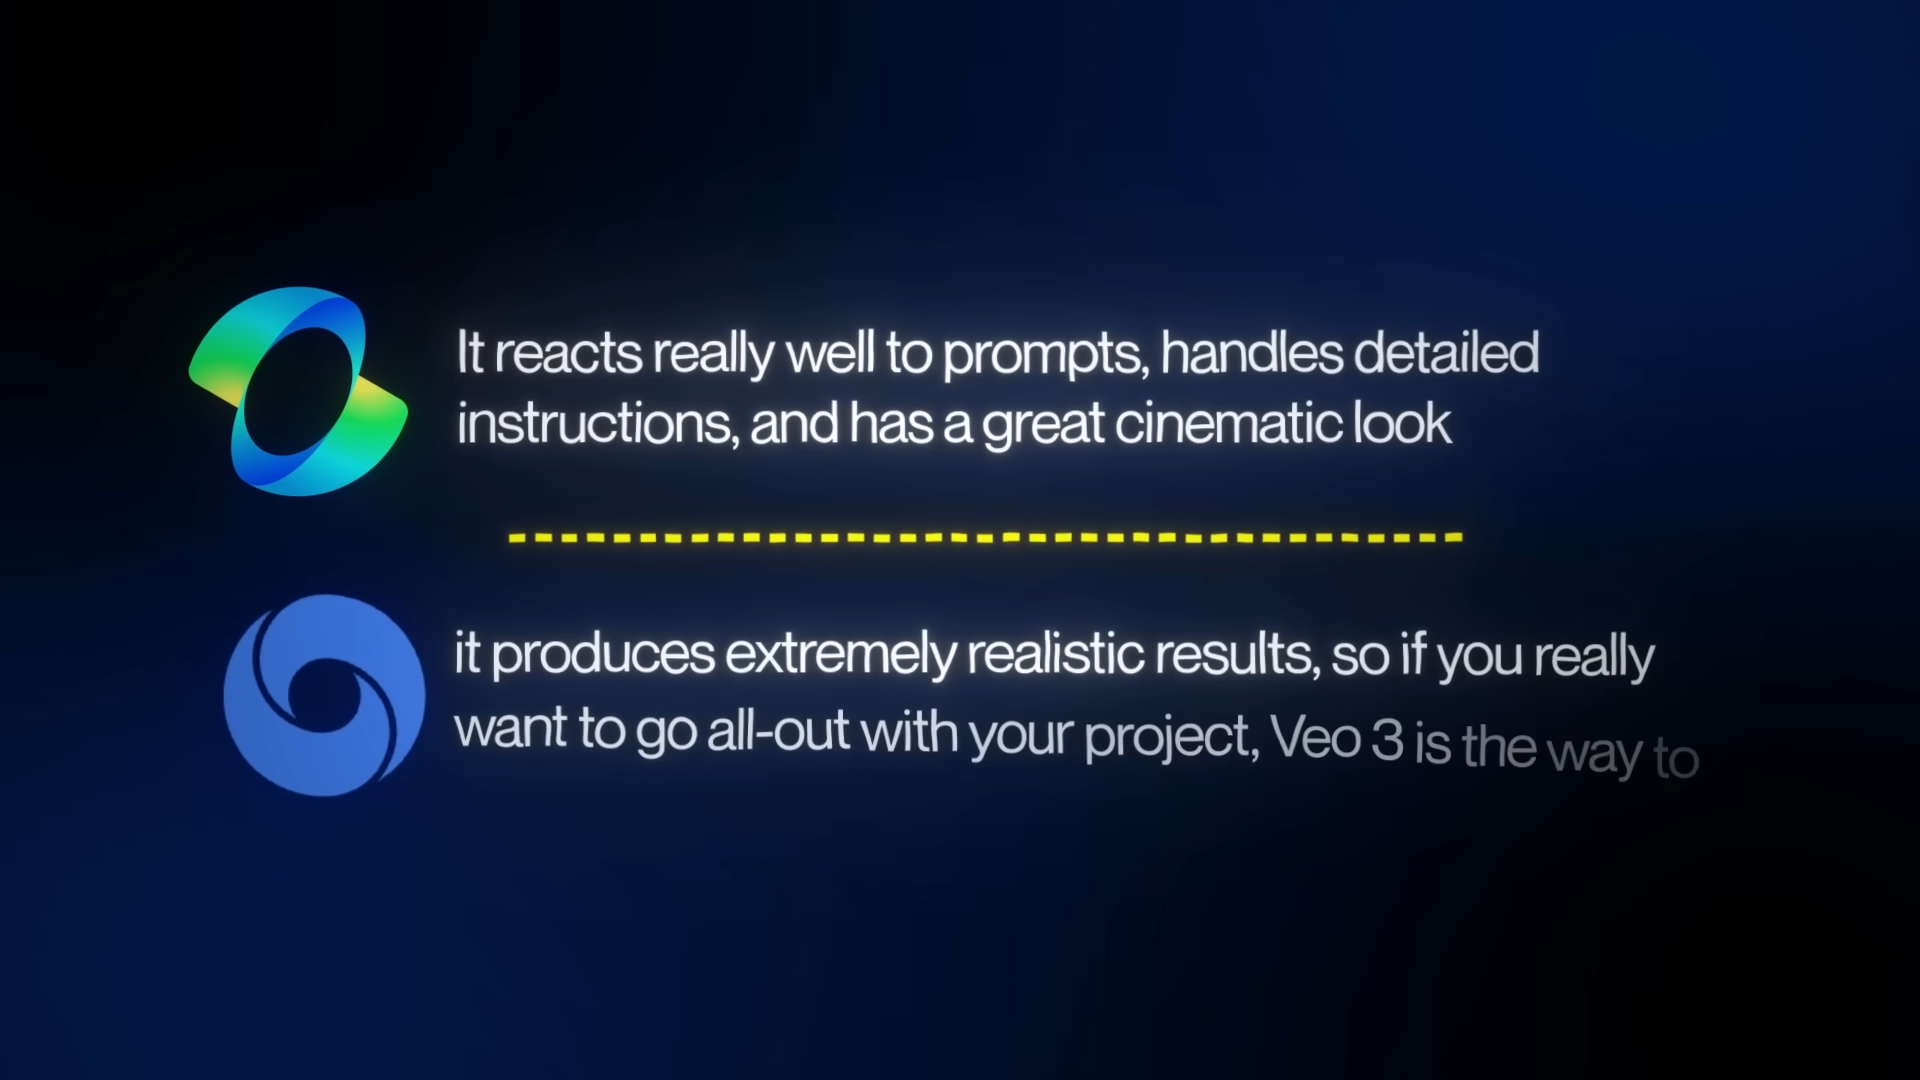 It reacts really well to prompts, handles detailed
instructions, and has a great cinematic look
it produces extremely realistic results, so if you really
want to go all-out with your project, Veo 3 is the way to